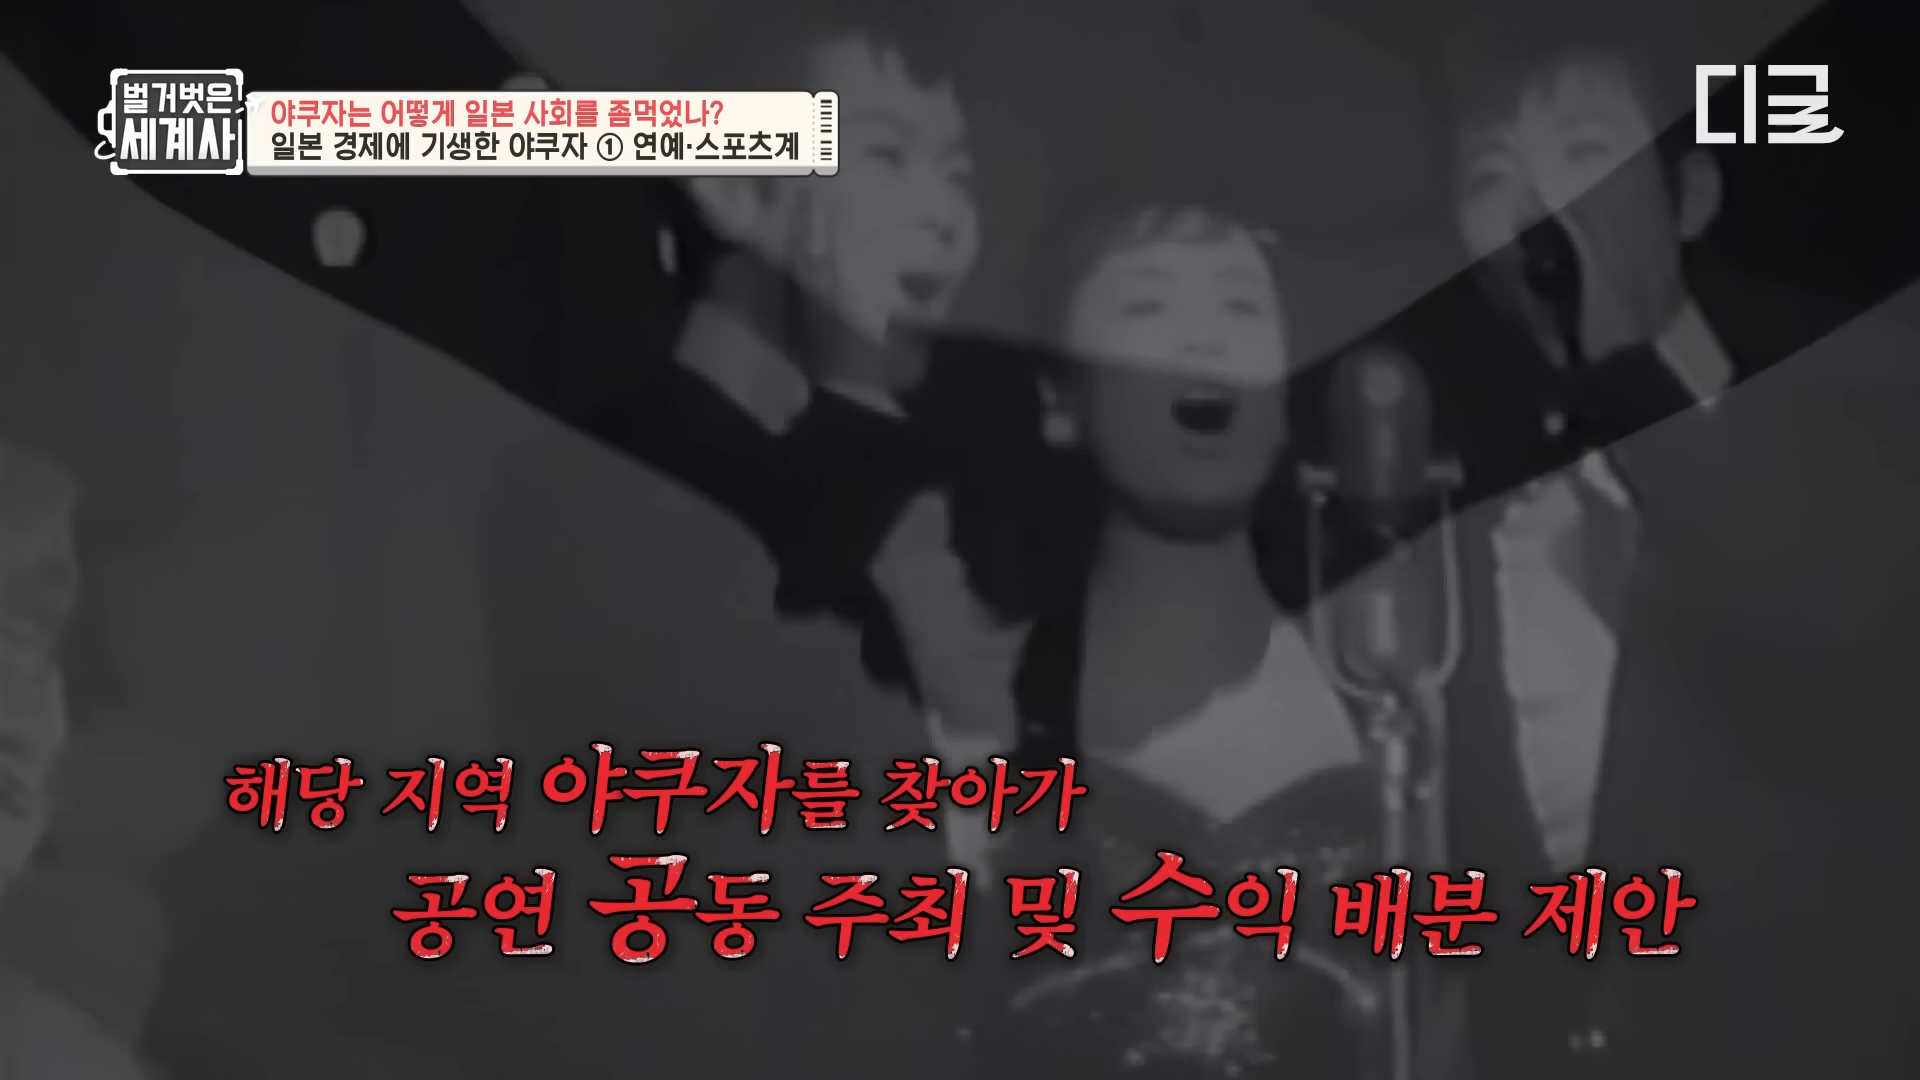 벌거벗은
세계사
야쿠자는 어떻게 일본 사회를 좀먹었나?
일본 경제에 기생한 야쿠자 ① 연예·스포츠계
디글
해당 지역 야쿠자를 찾아가
공연 공동 주최 및 수익 배분 제안